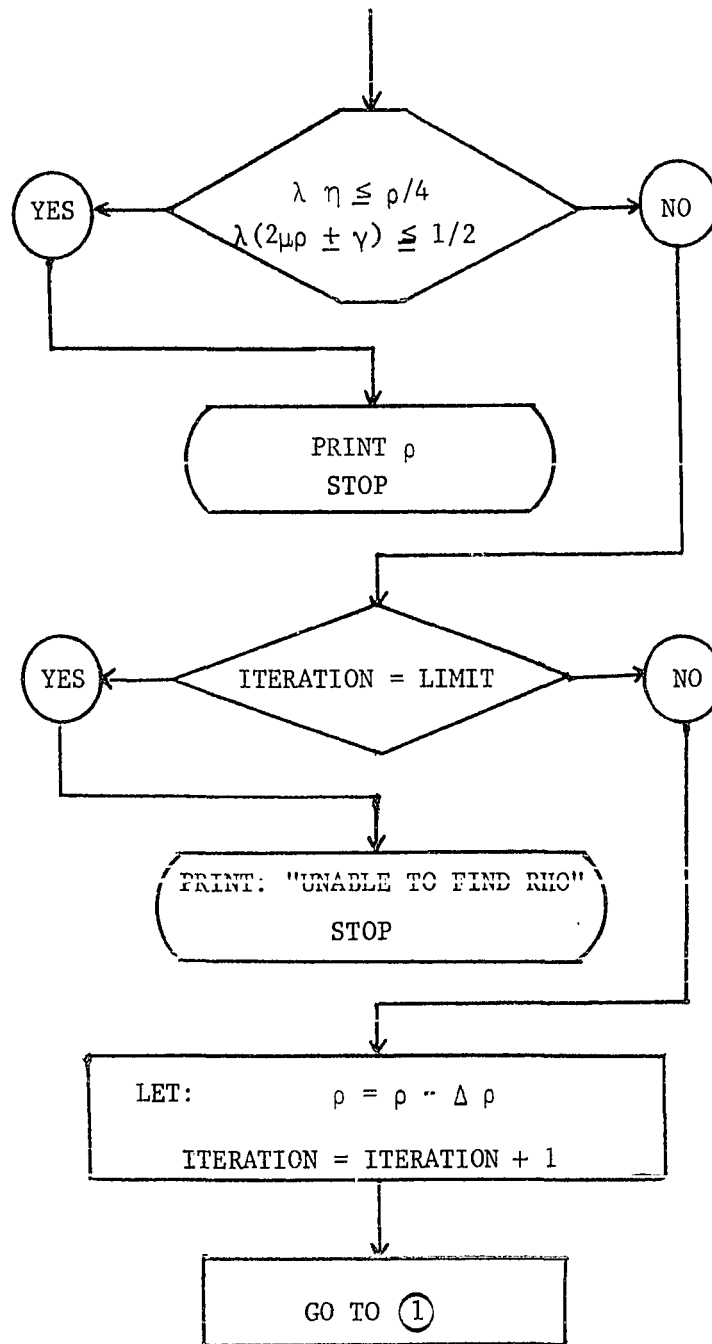 λ η ≦ ρ/4
λ(2μρ ± γ) ≦ 1/2
YES
NO
PRINT ρ
STOP
ITERATION = LIMIT
YES
NO
PRINT: "UNABLE TO FIND RHO"
STOP
LET: ρ = ρ - Δ ρ
ITERATION = ITERATION + 1
GO TO 1